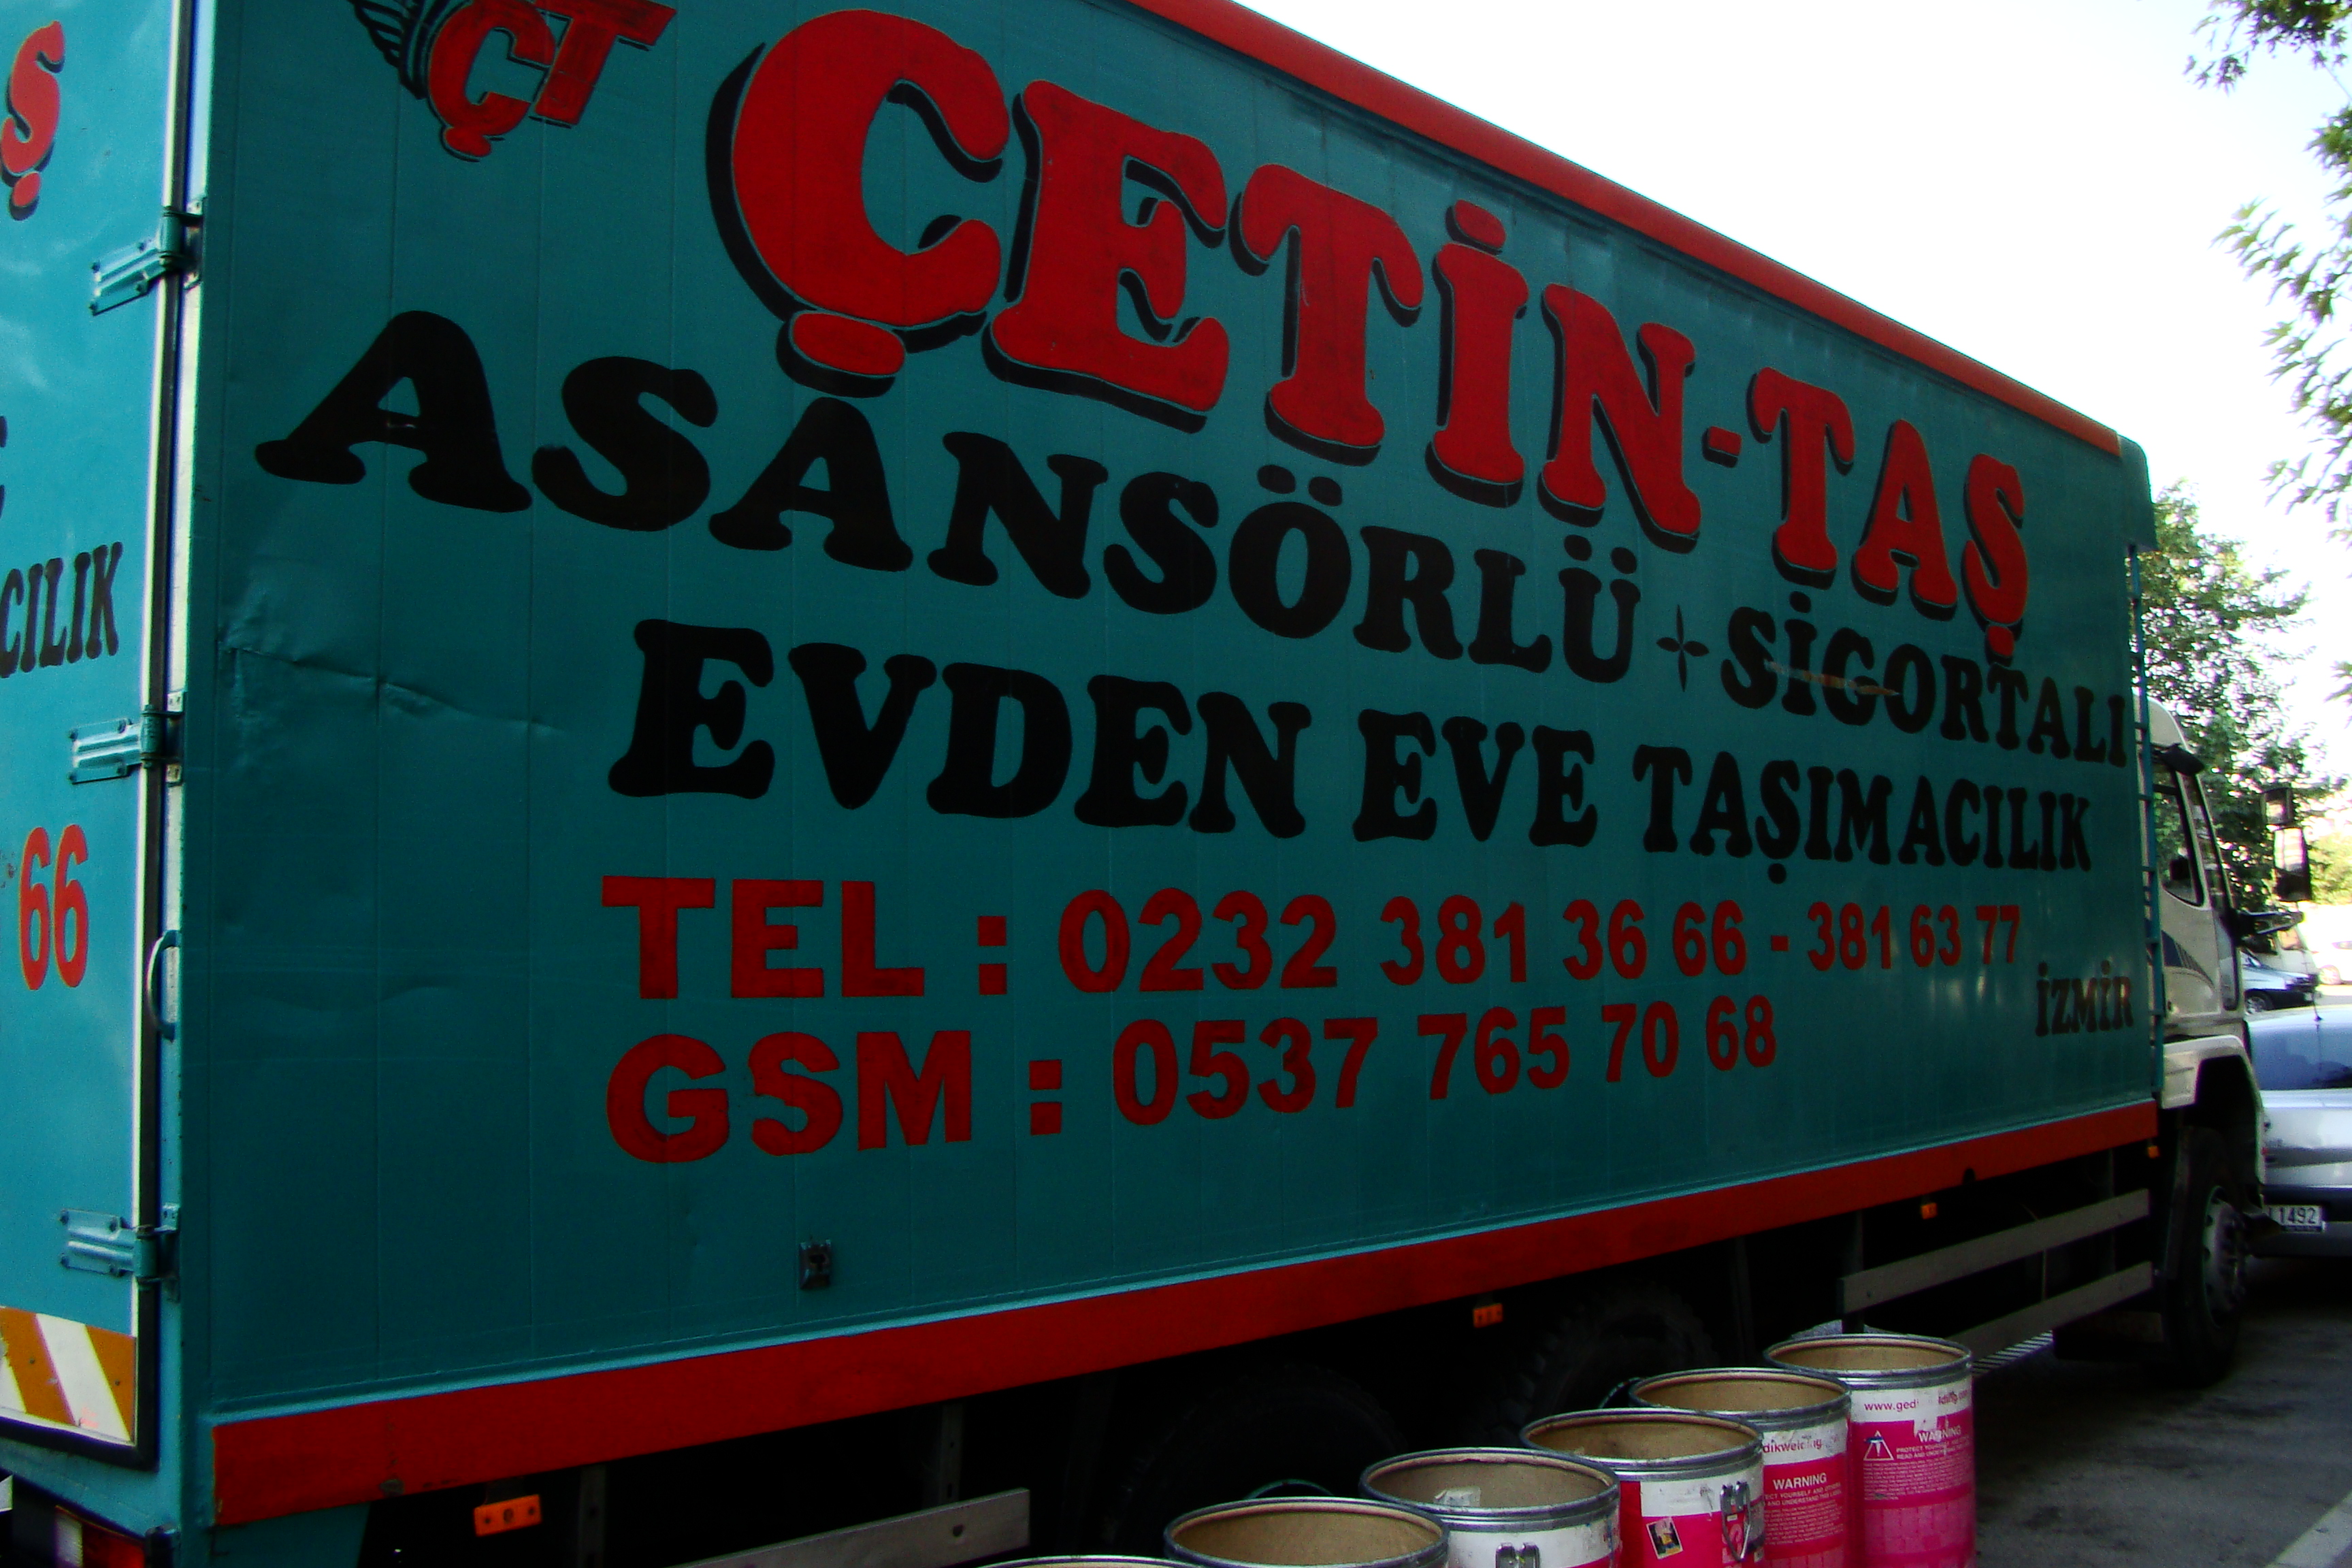 ÇT
ÇETİN-TAŞ
ASANSÖRLÜ + SİGORTALI
EVDEN EVE TAŞIMACILIK
TEL : 0232 381 36 66 - 381 63 77
GSM : 0537 765 70 68
İZMİR
Ş
CILIK
66
1492
WARNING
WARNING